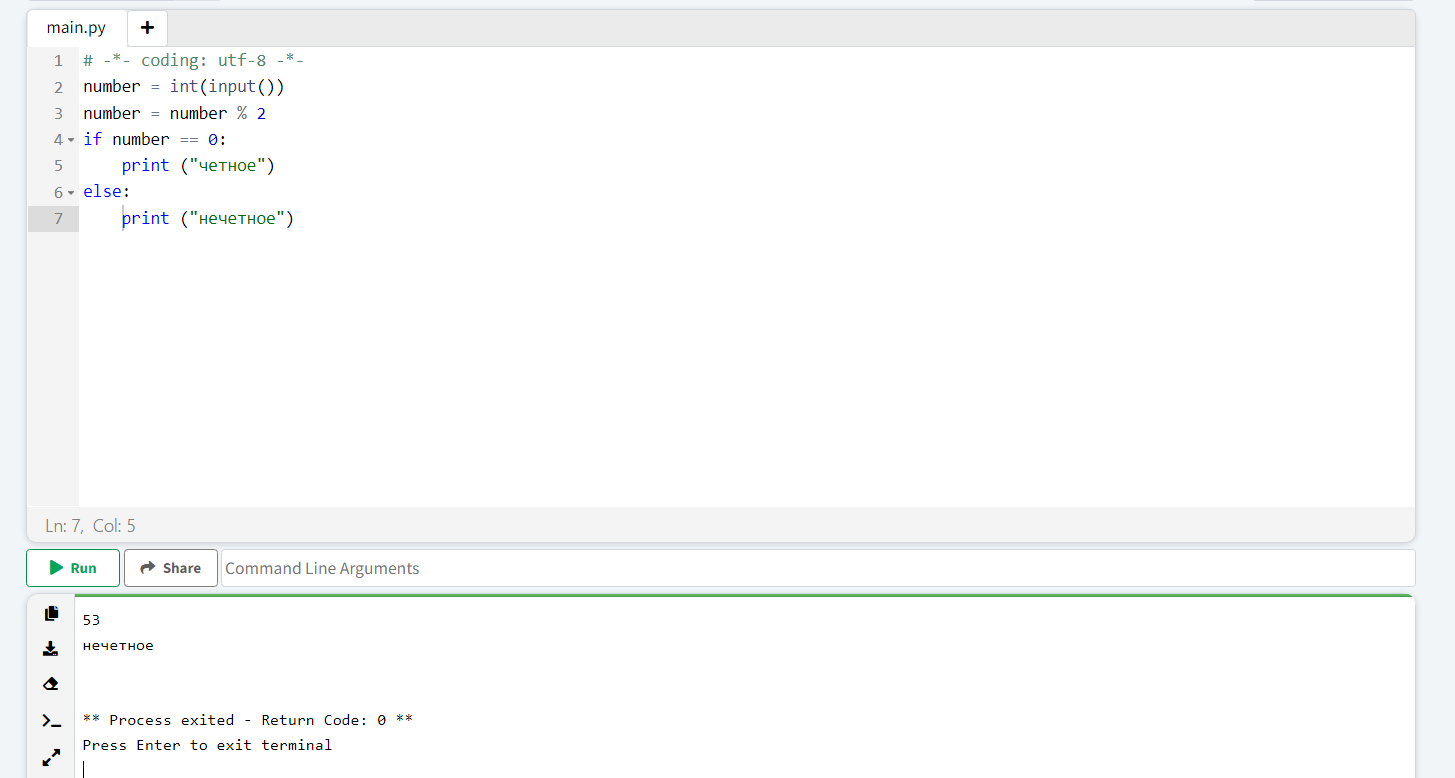 main.py +
1 # -*- coding: utf-8 -*-
2 number = int(input())
3 number = number % 2
4 if number == 0:
5     print ("четное")
6 else:
7     print ("нечетное")
Ln: 7, Col: 5
Run Share Command Line Arguments
53
нечетное
** Process exited - Return Code: 0 **
Press Enter to exit terminal